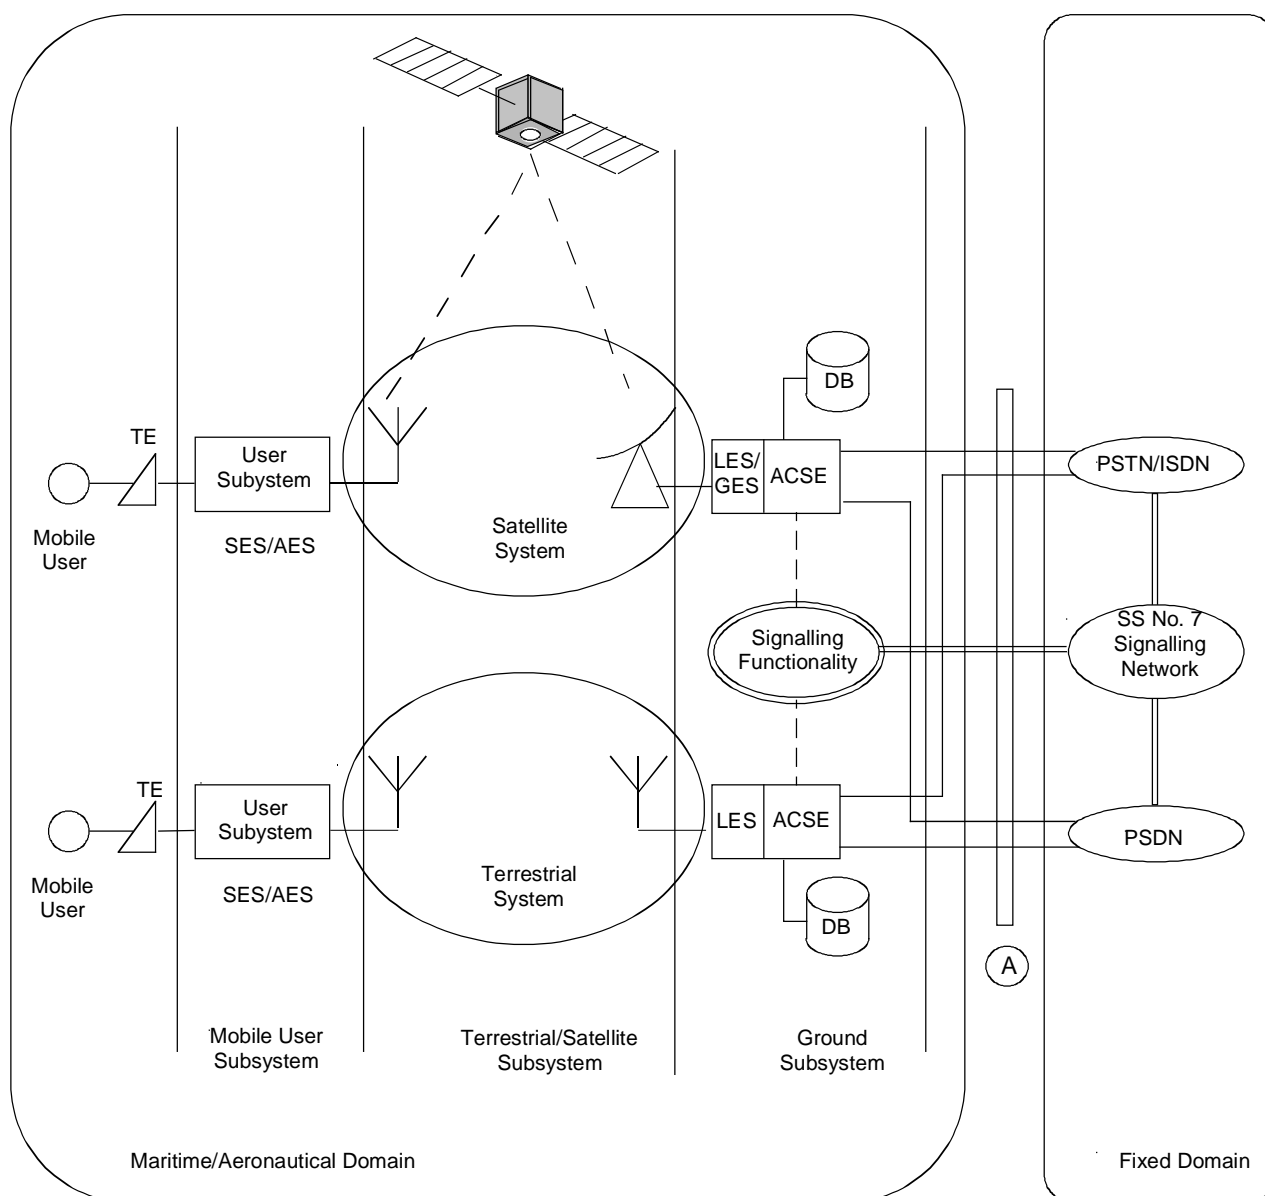 DB
TE
User
Subystem
LES/
GES
ACSE
PSTN/ISDN
Mobile
User
SES/AES
Satellite
System
Signalling
Functionality
SS No. 7
Signalling
Network
TE
User
Subystem
LES
ACSE
PSDN
Mobile
User
SES/AES
Terrestrial
System
DB
A
Mobile User
Subsystem
Terrestrial/Satellite
Subsystem
Ground
Subsystem
Maritime/Aeronautical Domain
Fixed Domain